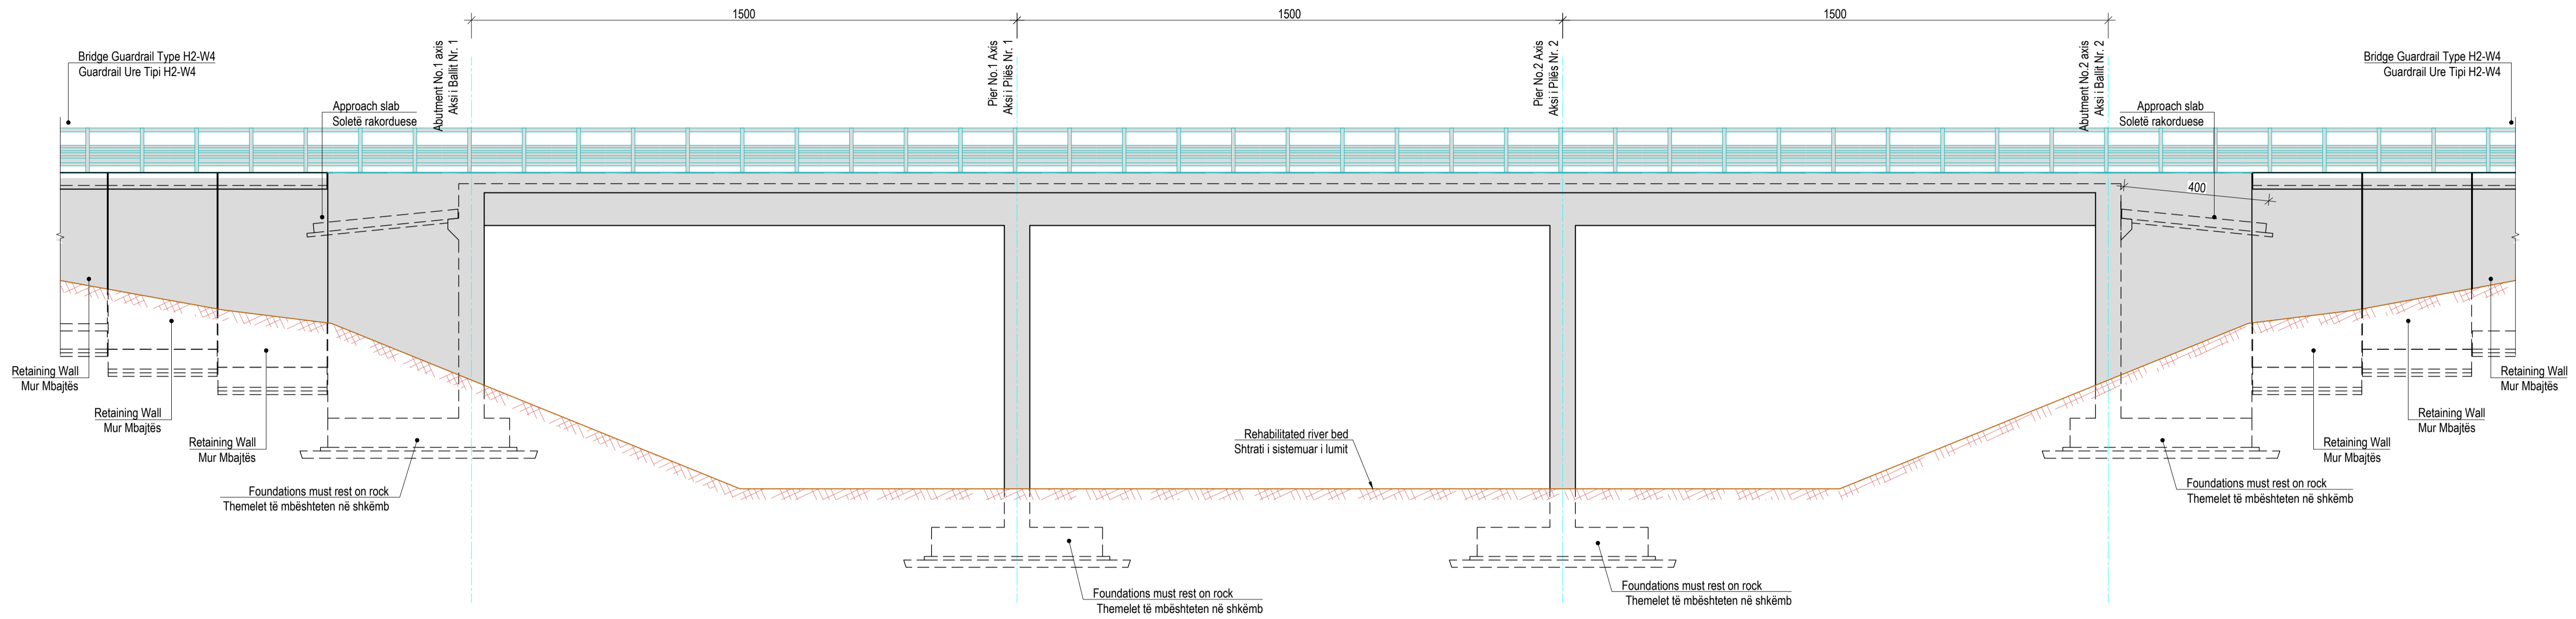 1500
1500
1500
Bridge Guardrail Type H2-W4
Guardrail Ure Tipi H2-W4
Abutment No.1 axis
Aksi i Ballit Nr. 1
Pier No.1 Axis
Aksi i Pilës Nr. 1
Pier No.2 Axis
Aksi i Pilës Nr. 2
Abutment No.2 axis
Aksi i Ballit Nr. 2
Bridge Guardrail Type H2-W4
Guardrail Ure Tipi H2-W4
Approach slab
Soletë rakorduese
Approach slab
Soletë rakorduese
400
Retaining Wall
Mur Mbajtës
Retaining Wall
Mur Mbajtës
Retaining Wall
Mur Mbajtës
Rehabilitated river bed
Shtrati i sistemuar i lumit
Retaining Wall
Mur Mbajtës
Retaining Wall
Mur Mbajtës
Retaining Wall
Mur Mbajtës
Foundations must rest on rock
Themelet të mbështeten në shkëmb
Foundations must rest on rock
Themelet të mbështeten në shkëmb
Foundations must rest on rock
Themelet të mbështeten në shkëmb
Foundations must rest on rock
Themelet të mbështeten në shkëmb